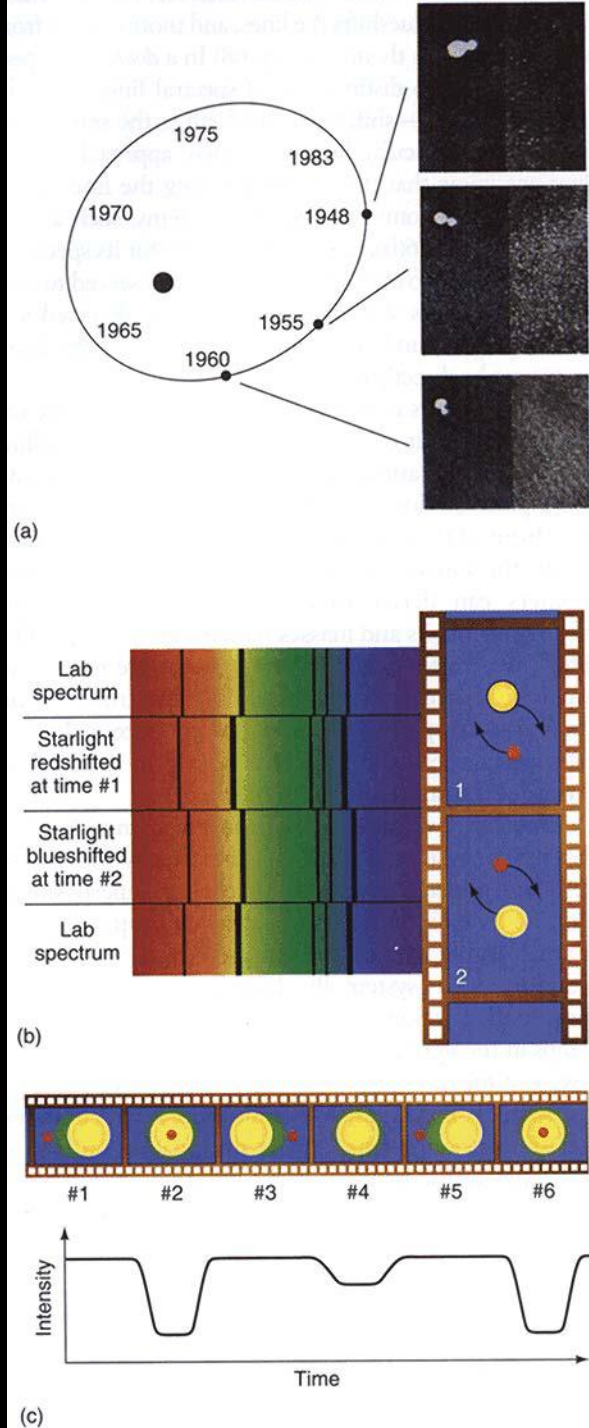 1975
1983
1970
1948
1965
1955
1960
(a)
Lab
spectrum
Starlight
redshifted
at time #1
Starlight
blueshifted
at time #2
Lab
spectrum
1
2
(b)
#1 #2 #3 #4 #5 #6
Intensity
Time
(c)